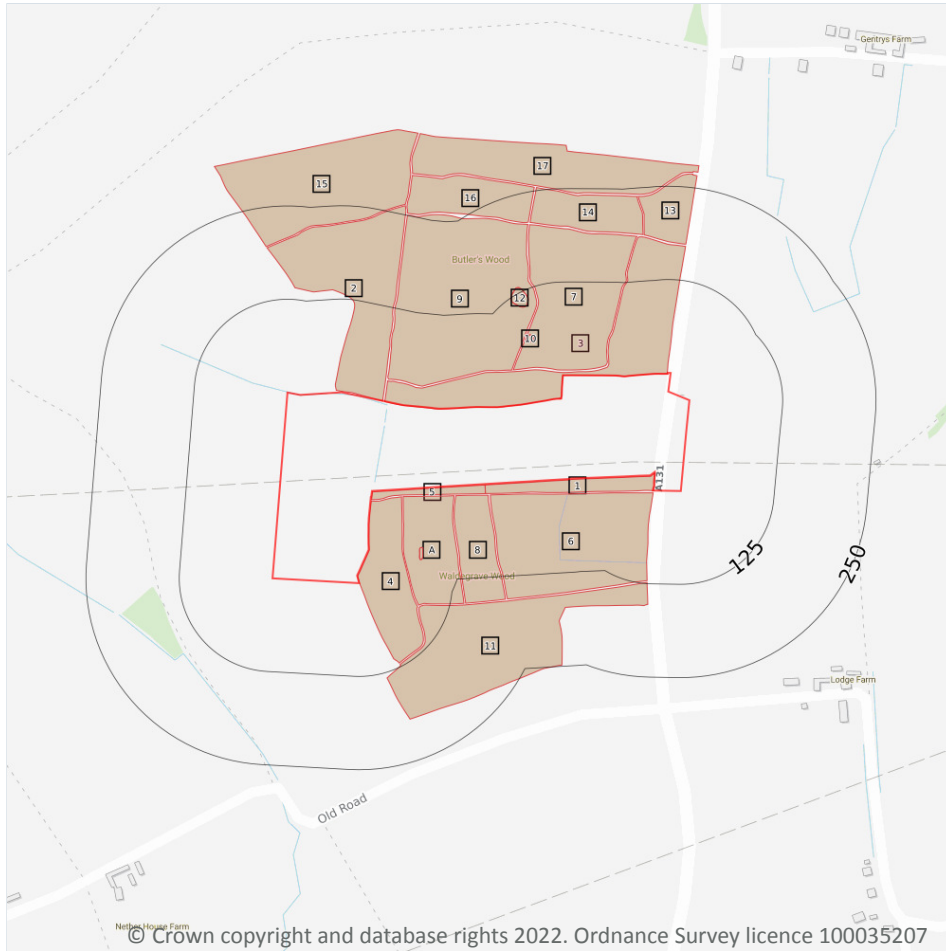 Gentrys Farm
17
15
16
14
13
Butler's Wood
2
9
12
7
10
3
A131
5
1
6
A
8
4
Waldegrave Wood
125
250
11
Lodge Farm
Old Road
Nether House Farm
© Crown copyright and database rights 2022. Ordnance Survey licence 100035207